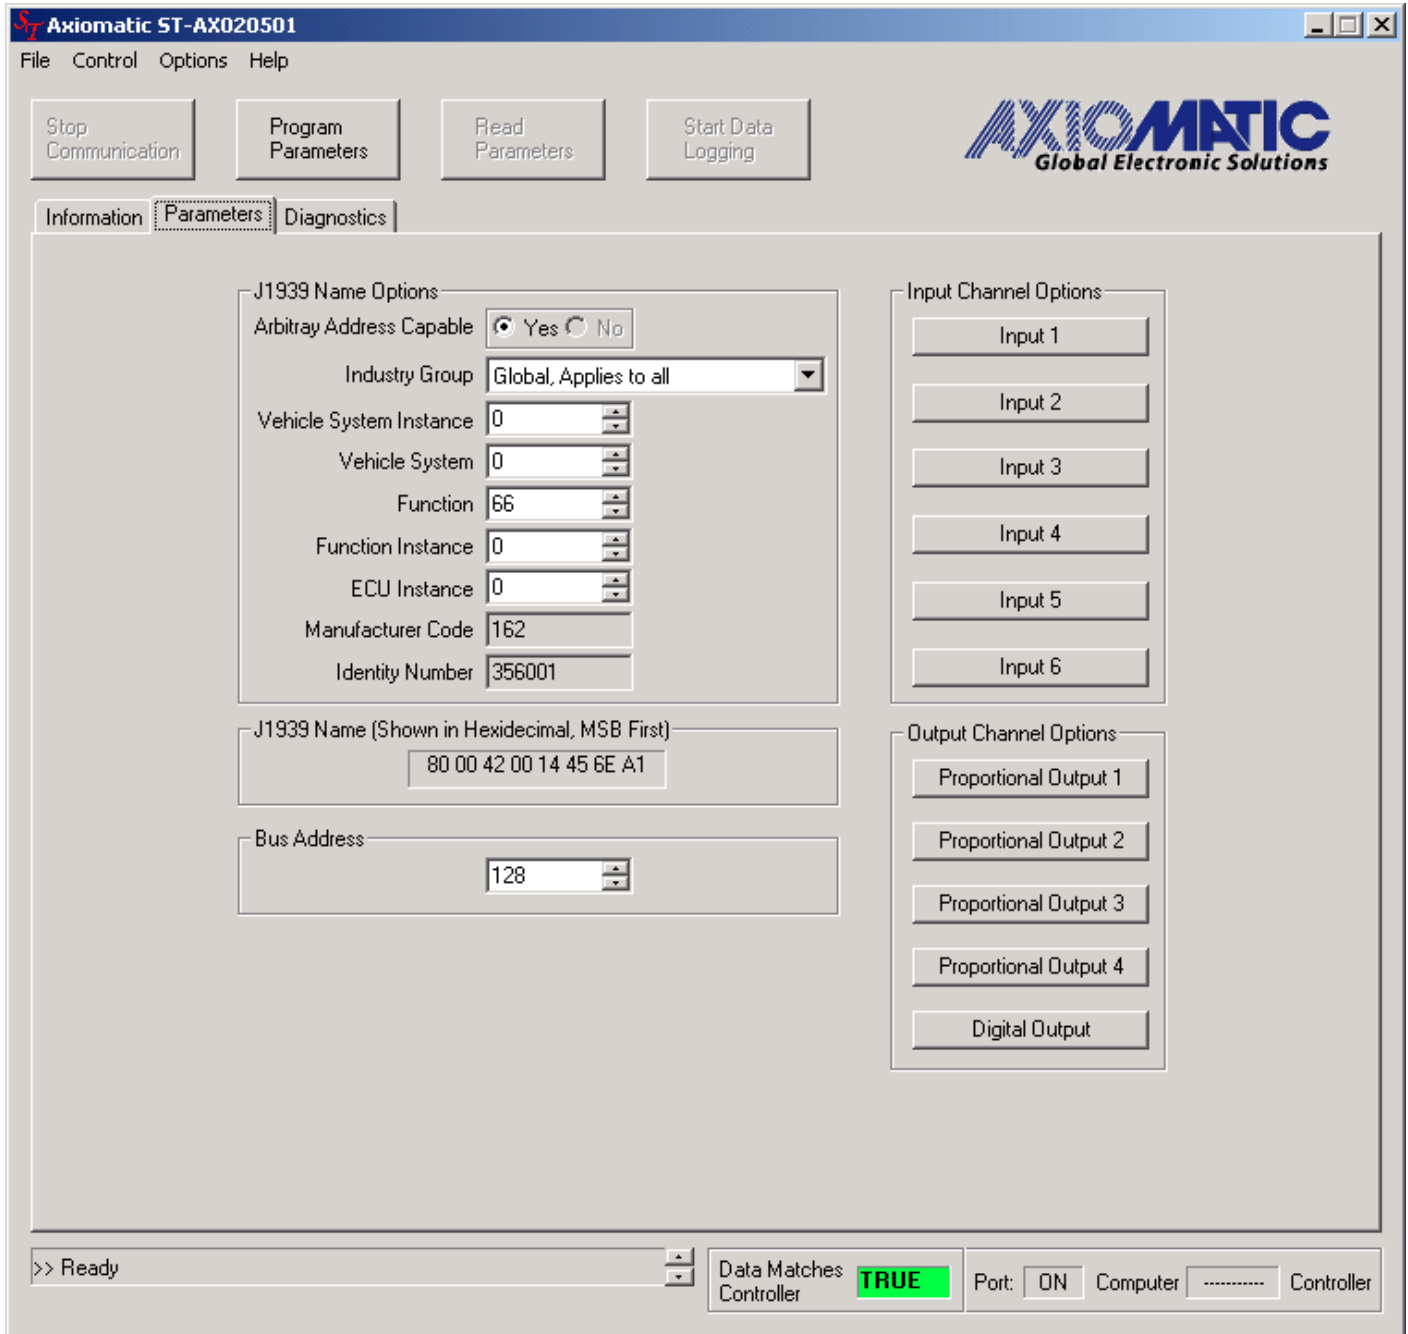 ST Axiomatic ST-AX020501
File Control Options Help
Stop Communication
Program Parameters
Read Parameters
Start Data Logging
AXIOMATIC
Global Electronic Solutions
Information Parameters Diagnostics
J1939 Name Options
Arbitray Address Capable Yes No
Industry Group Global, Applies to all
Vehicle System Instance 0
Vehicle System 0
Function 66
Function Instance 0
ECU Instance 0
Manufacturer Code 162
Identity Number 356001
J1939 Name (Shown in Hexidecimal, MSB First)
80 00 42 00 14 45 6E A1
Bus Address
128
Input Channel Options
Input 1
Input 2
Input 3
Input 4
Input 5
Input 6
Output Channel Options
Proportional Output 1
Proportional Output 2
Proportional Output 3
Proportional Output 4
Digital Output
>> Ready
Data Matches Controller TRUE
Port: ON Computer ----------- Controller